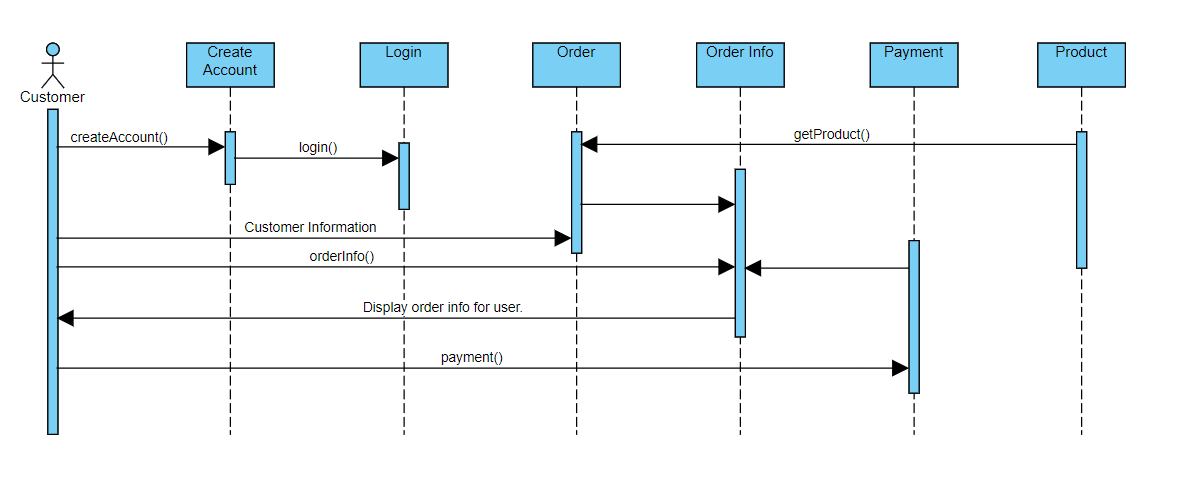 Create
Account
Login
Order
Order Info
Payment
Product
Customer
createAccount()
getProduct()
login()
Customer Information
orderInfo()
Display order info for user.
payment()